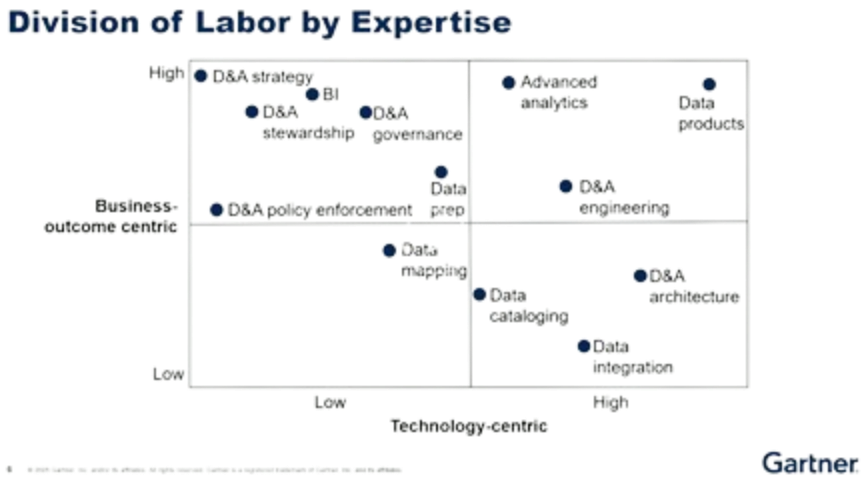 Division of Labor by Expertise
High
D&A strategy
BI
D&A
stewardship
D&A
governance
Advanced
analytics
Data
products
Data
prep
D&A
engineering
Business-
outcome centric
D&A policy enforcement
Data
mapping
D&A
architecture
Data
cataloging
Data
integration
Low
Low
High
Technology-centric
Gartner